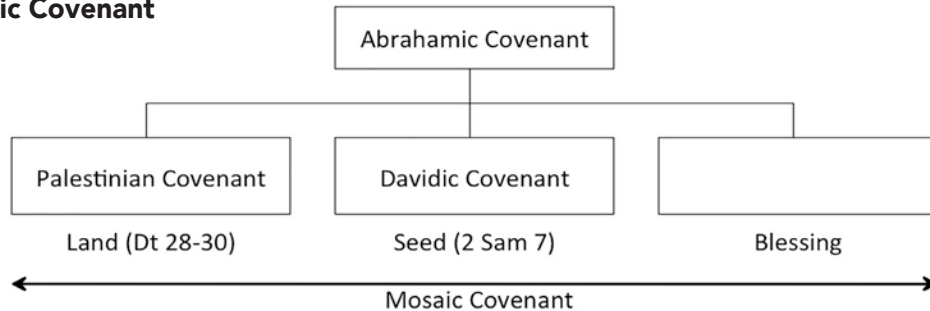 ic Covenant
Abrahamic Covenant
Palestinian Covenant
Davidic Covenant
Land (Dt 28-30)
Seed (2 Sam 7)
Blessing
Mosaic Covenant